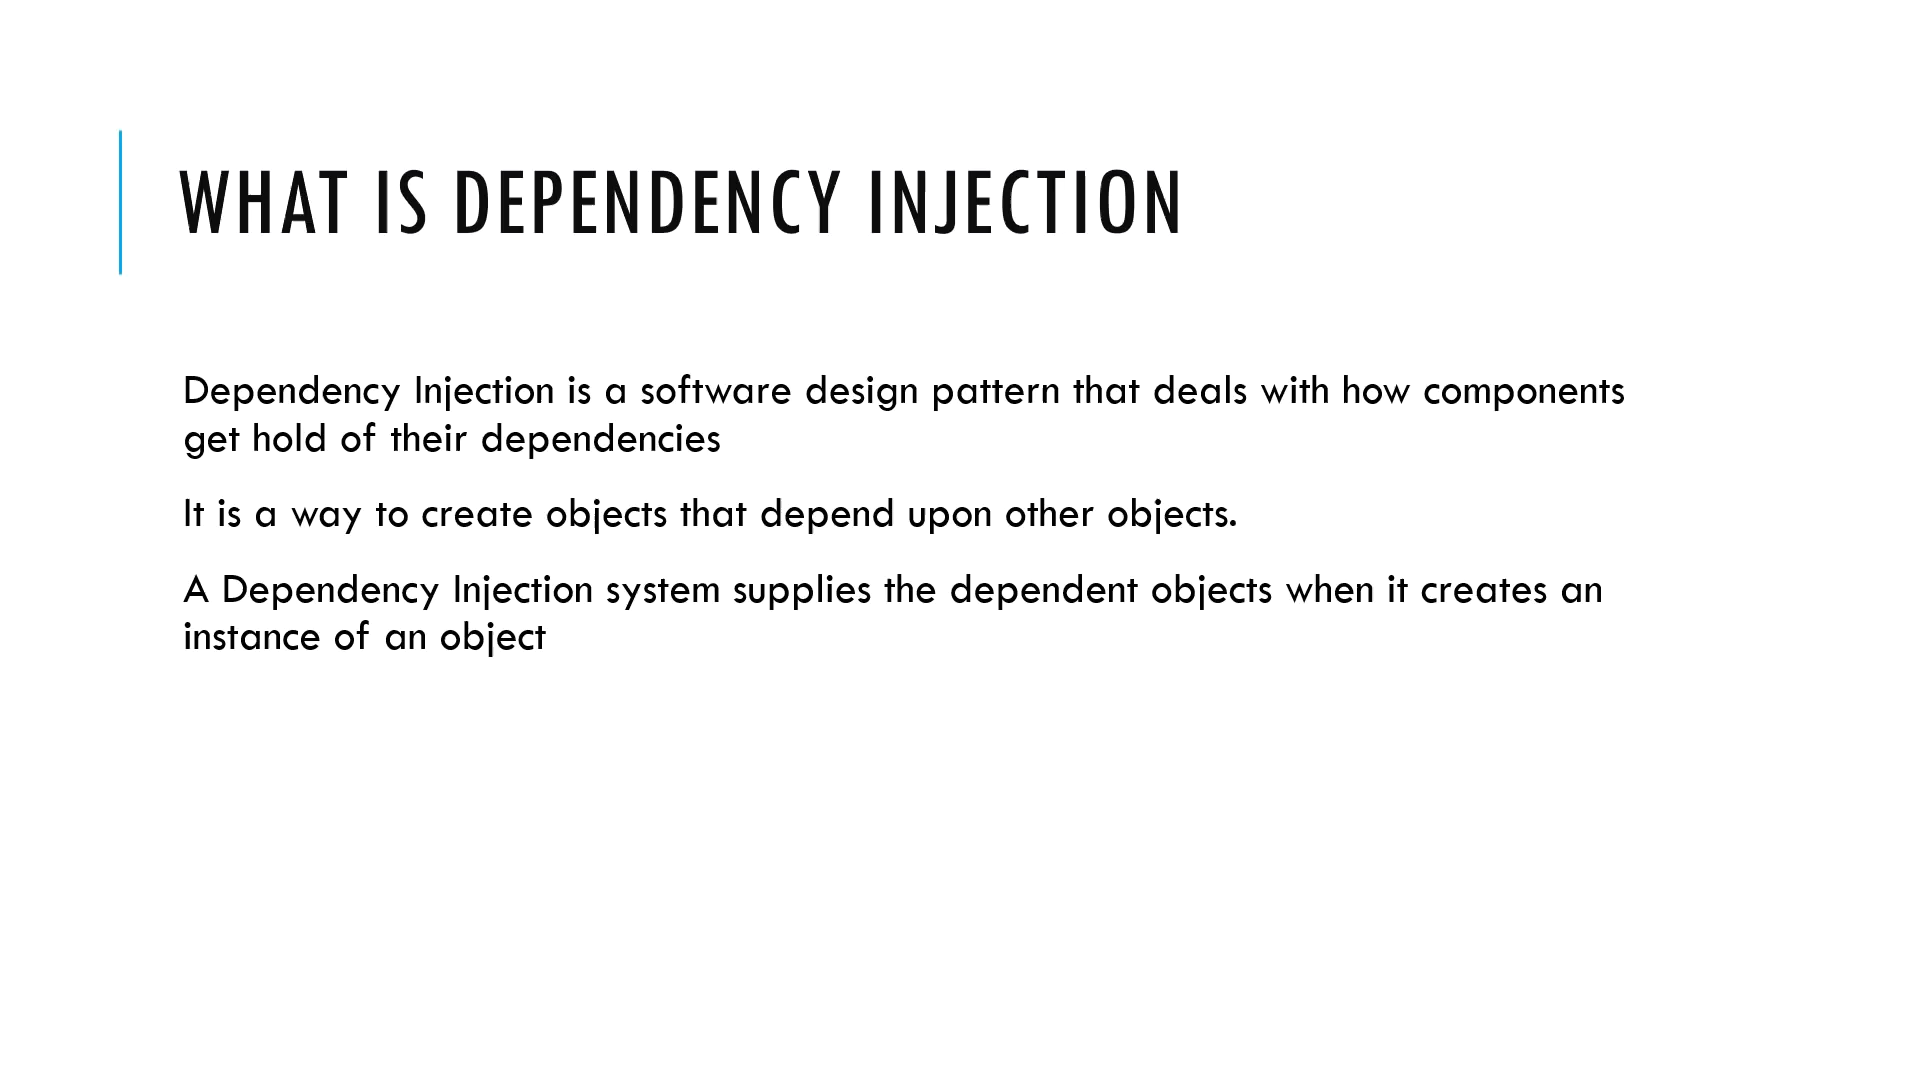 WHAT IS DEPENDENCY INJECTION
Dependency Injection is a software design pattern that deals with how components
get hold of their dependencies
It is a way to create objects that depend upon other objects.
A Dependency Injection system supplies the dependent objects when it creates an
instance of an object